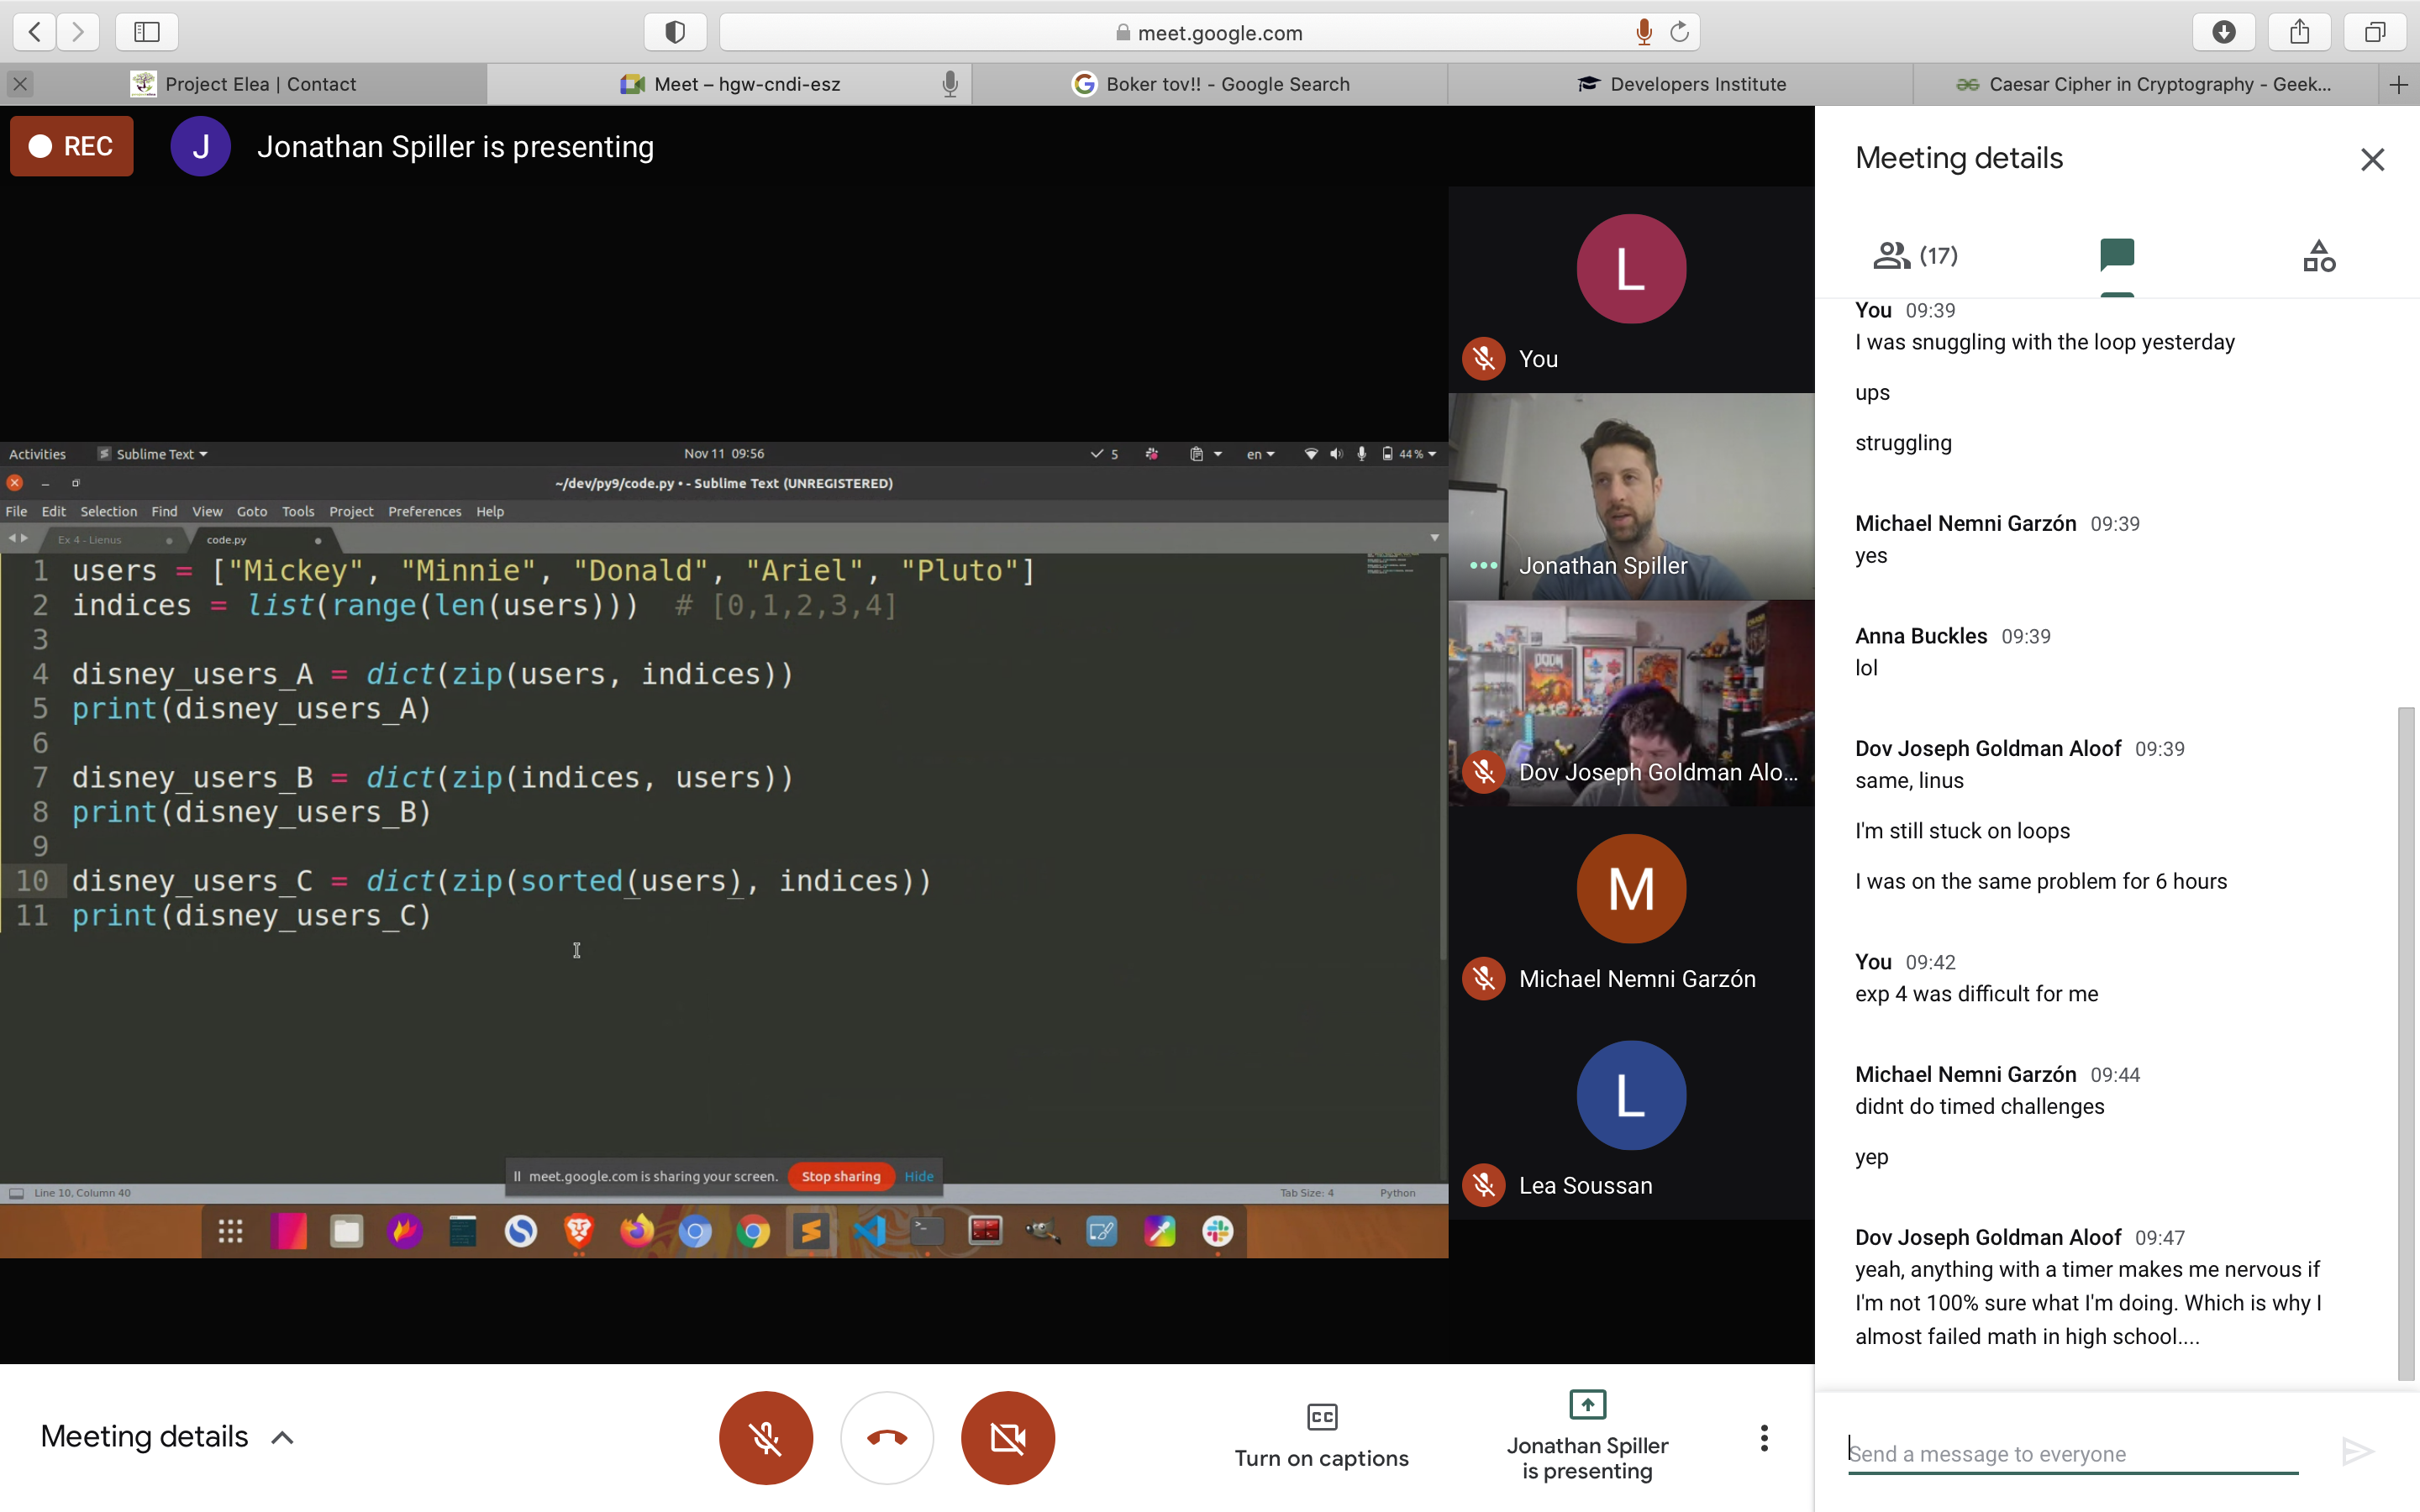 meet.google.com
Project Elea | Contact
Meet – hgw-cndi-esz
Boker tov!! - Google Search
Developers Institute
Caesar Cipher in Cryptography - Geek...
REC
J
Jonathan Spiller is presenting
Activities
Sublime Text
Nov 11 09:56
5
en
44 %
~/dev/py9/code.py • - Sublime Text (UNREGISTERED)
File Edit Selection Find View Goto Tools Project Preferences Help
Ex 4 - Lienus
code.py
1 users = ["Mickey", "Minnie", "Donald", "Ariel", "Pluto"]
2 indices = list(range(len(users))) # [0,1,2,3,4]
3
4 disney_users_A = dict(zip(users, indices))
5 print(disney_users_A)
6
7 disney_users_B = dict(zip(indices, users))
8 print(disney_users_B)
9
10 disney_users_C = dict(zip(sorted(users), indices))
11 print(disney_users_C)
meet.google.com is sharing your screen.
Stop sharing
Hide
Line 10, Column 40
Tab Size: 4
Python
L
You
Jonathan Spiller
DOOM
Dov Joseph Goldman Alo...
M
Michael Nemni Garzón
L
Lea Soussan
Meeting details
(17)
You 09:39
I was snuggling with the loop yesterday
ups
struggling
Michael Nemni Garzón 09:39
yes
Anna Buckles 09:39
lol
Dov Joseph Goldman Aloof 09:39
same, linus
I'm still stuck on loops
I was on the same problem for 6 hours
You 09:42
exp 4 was difficult for me
Michael Nemni Garzón 09:44
didnt do timed challenges
yep
Dov Joseph Goldman Aloof 09:47
yeah, anything with a timer makes me nervous if
I'm not 100% sure what I'm doing. Which is why I
almost failed math in high school....
Send a message to everyone
Meeting details
CC
Turn on captions
Jonathan Spiller
is presenting